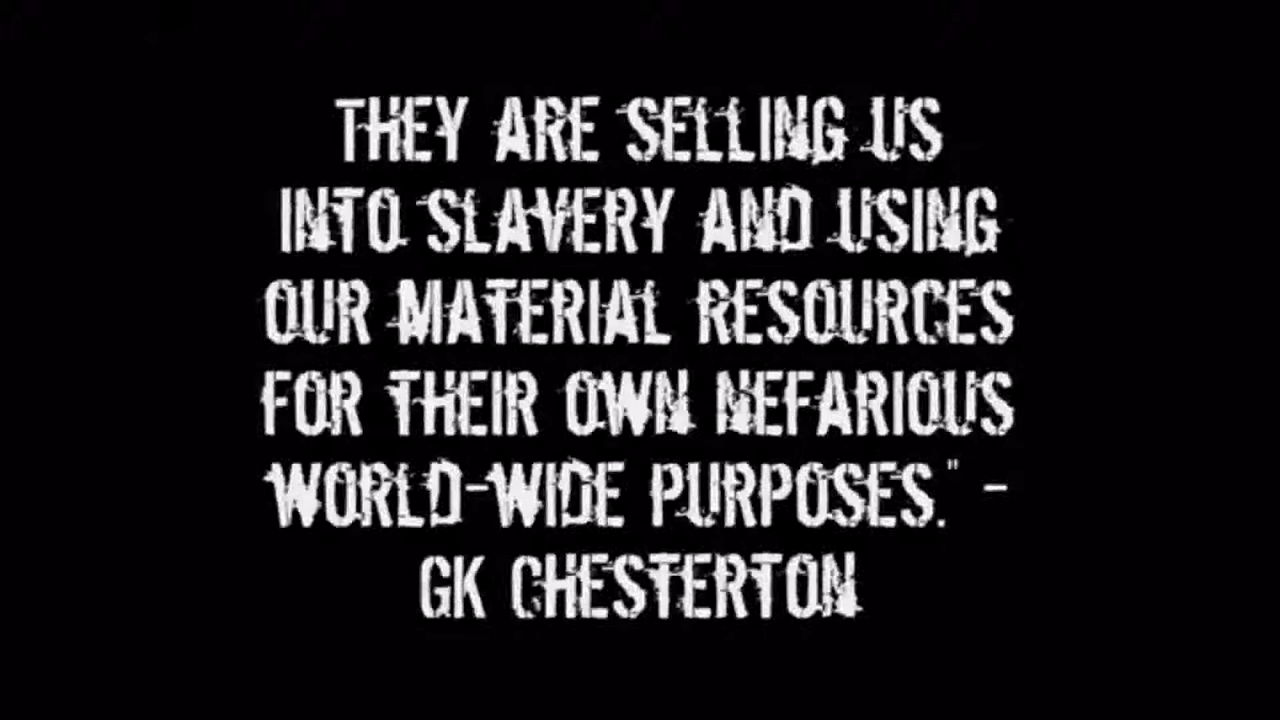 THEY ARE SELLING US
INTO SLAVERY AND USING
OUR MATERIAL RESOURCES
FOR THEIR OWN NEFARIOUS
WORLD-WIDE PURPOSES." -
GK CHESTERTON